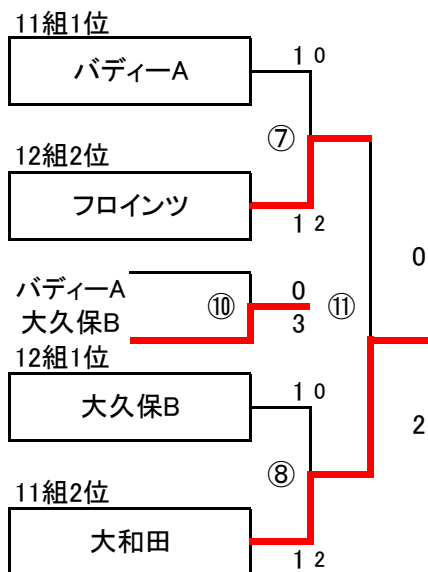 11組1位
1 0
バディーA
⑦
12組2位
フロインツ
1 2
0
バディーA
⑩
0
⑪
大久保B
3
12組1位
1 0
大久保B
2
⑧
11組2位
大和田
1 2